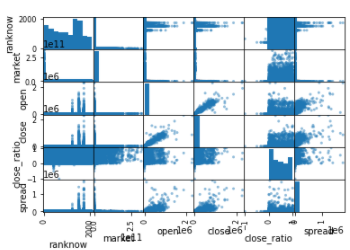 2000
ranknow
0
1e11
market
2.5
0.0
1e6
open
2
0
1e6
close
2
0
close_ratio
1
0
1e6
spread
1
0
0
2000
0.0
2.5
0
1e6
0
2
1e6
0
1
0
1
1e6
ranknow
market
1e11
open
close
close_ratio
spread